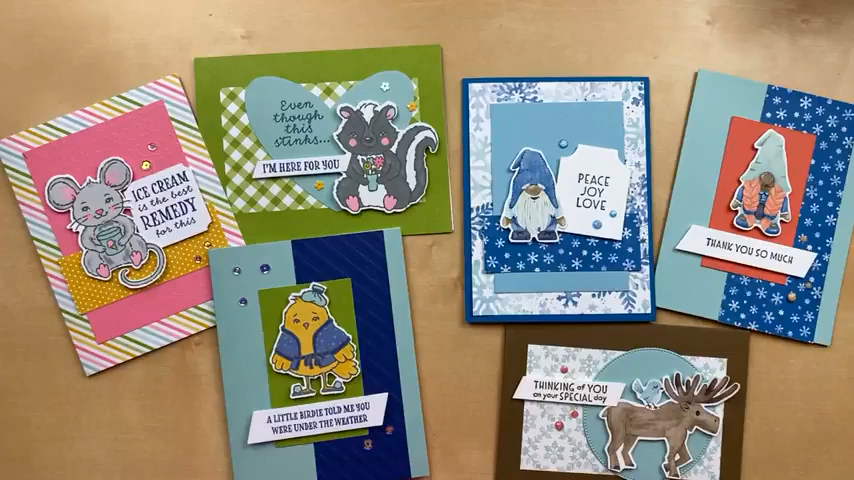 ICE CREAM
is the best
REMEDY
for this
Even
though
this
stinks...
I'M HERE FOR YOU
A LITTLE BIRDIE TOLD ME YOU
WERE UNDER THE WEATHER
PEACE
JOY
LOVE
THANK YOU SO MUCH
THINKING of YOU
on your SPECIAL day